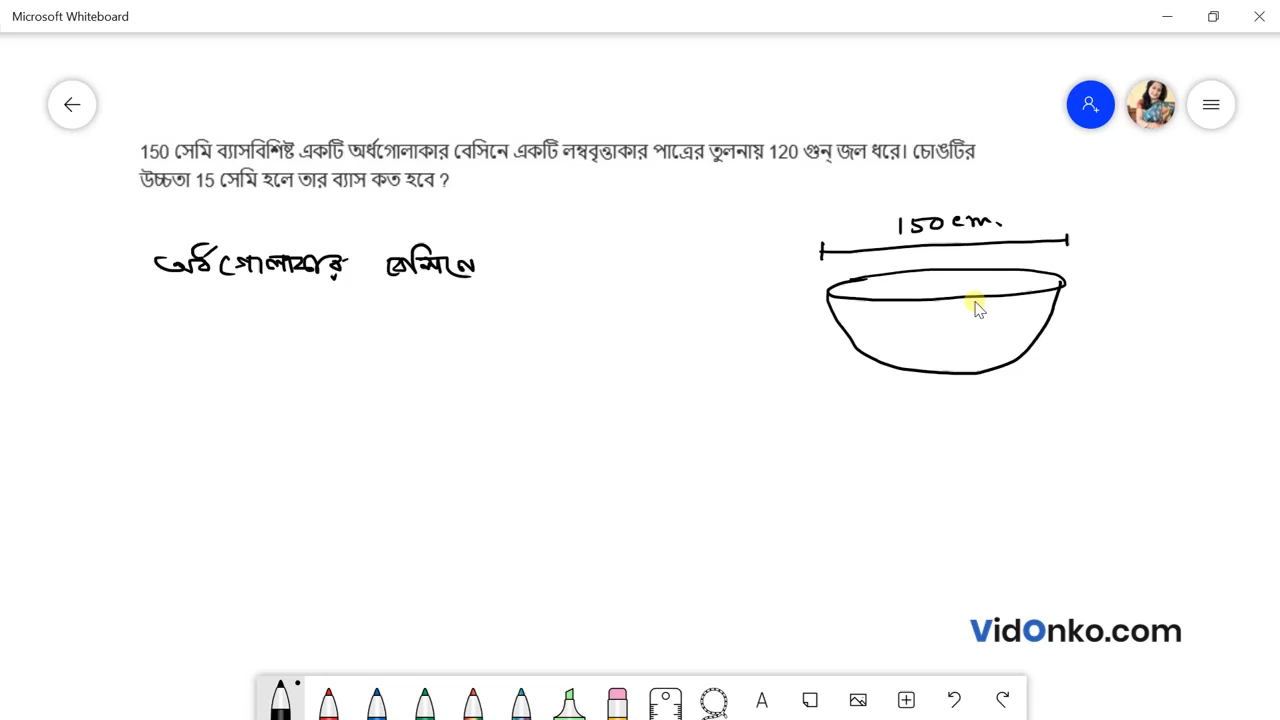 Microsoft Whiteboard
150 সেমি ব্যাসবিশিষ্ট একটি অর্ধগোলাকার বেসিনে একটি লম্ববৃত্তাকার পাত্রের তুলনায় 120 গুন্ জল ধরে। চোঙটির
উচ্চতা 15 সেমি হলে তার ব্যাস কত হবে ?
150 cm.
অর্ধগোলাকার বেসিনে
VidOnko.com
A